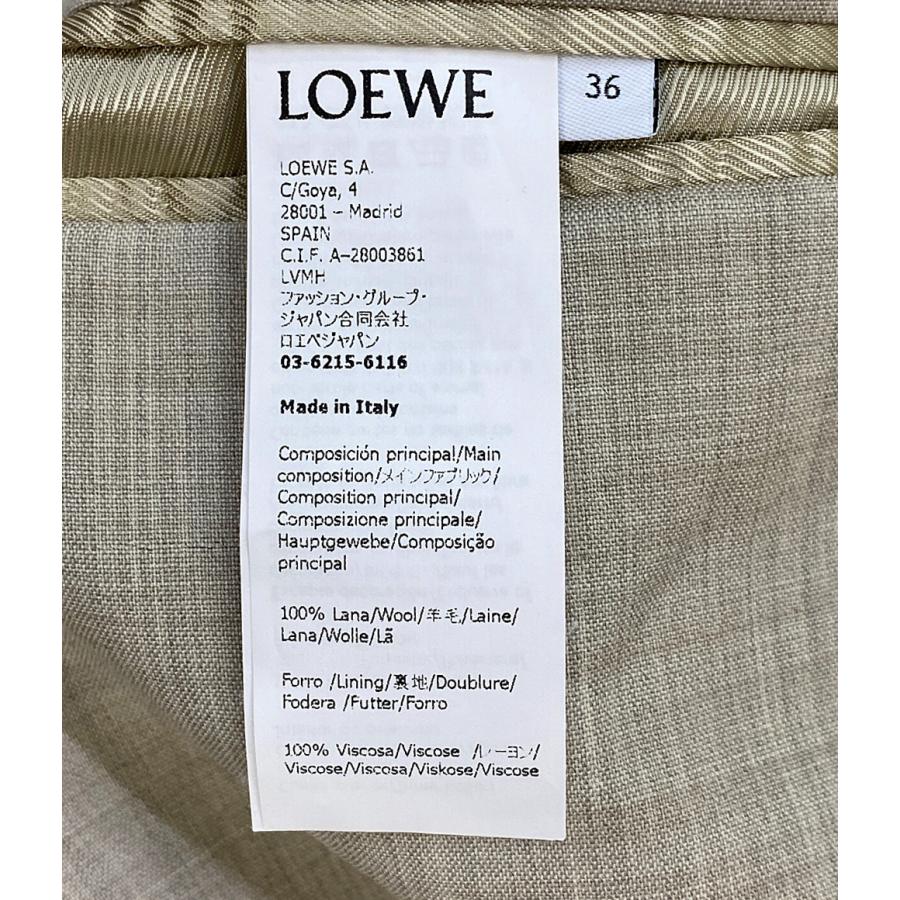 LOEWE
36
LOEWE S.A.
C/Goya, 4
28001 – Madrid
SPAIN
C.I.F. A–28003861
LVMH
ファッション・グループ・
ジャパン合同会社
ロエベジャパン
03-6215-6116
Made in Italy
Composición principal/Main
composition/メインファブリック/
Composition principal/
Composizione principale/
Hauptgewebe/Composição
principal
100% Lana/Wool/羊毛/Laine/
Lana/Wolle/Lã
Forro /Lining/裏地/Doublure/
Fodera /Futter/Forro
100% Viscosa/Viscose /レーヨン/
Viscose/Viscosa/Viskose/Viscose